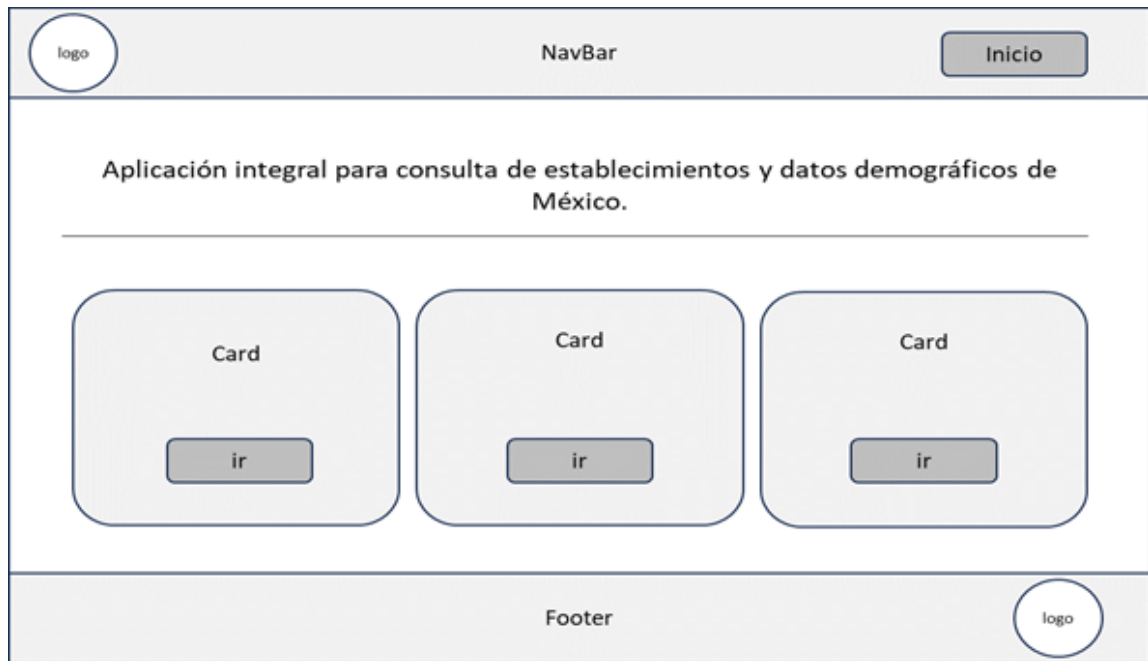 logo
NavBar
Inicio
Aplicación integral para consulta de establecimientos y datos demográficos de
México.
Card
Card
Card
ir
ir
ir
Footer
logo